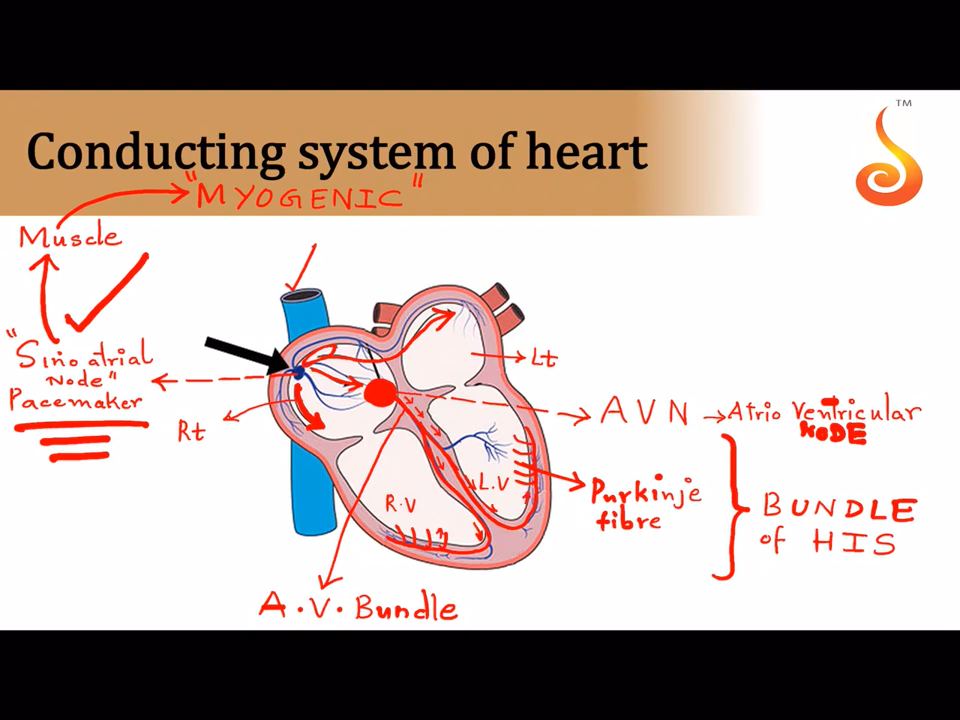 Conducting system of heart
TM
"MYOGENIC"
Muscle
"Sino atrial
Node"
Pacemaker
Rt
Lt
AVN → Atrio Ventricular
NODE
L.V
R.V
Purkinje
fibre
BUNDLE
of HIS
A.V. Bundle